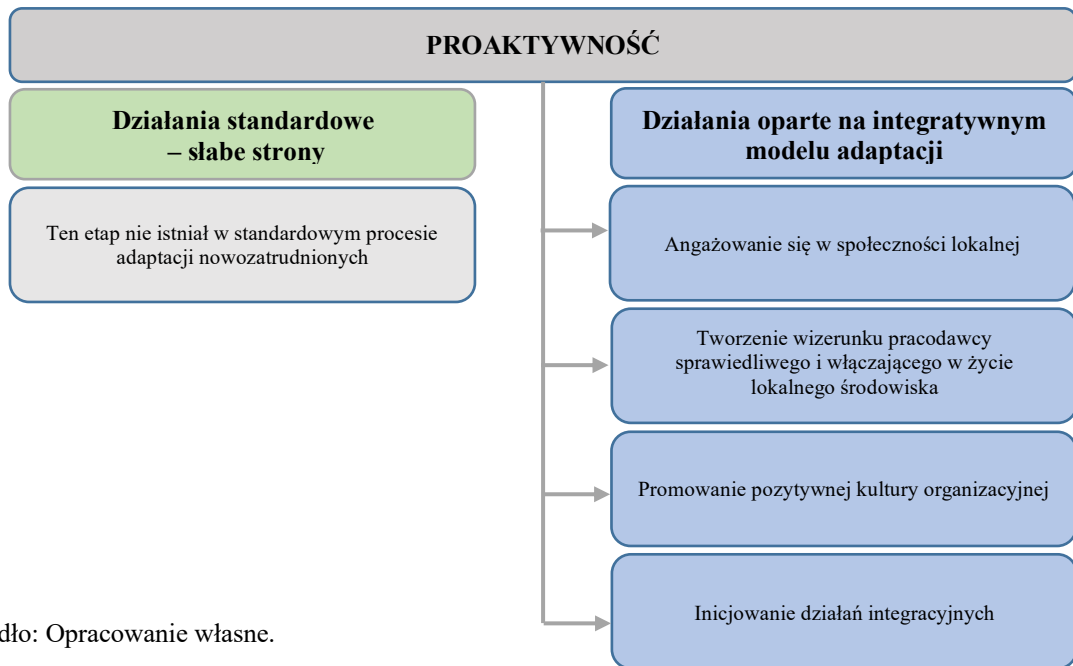 PROAKTYWNOŚĆ
Działania standardowe
– słabe strony
Ten etap nie istniał w standardowym procesie
adaptacji nowozatrudnionych
Działania oparte na integratywnym
modelu adaptacji
Angażowanie się w społeczności lokalnej
Tworzenie wizerunku pracodawcy
sprawiedliwego i włączającego w życie
lokalnego środowiska
Promowanie pozytywnej kultury organizacyjnej
Inicjowanie działań integracyjnych
dło: Opracowanie własne.